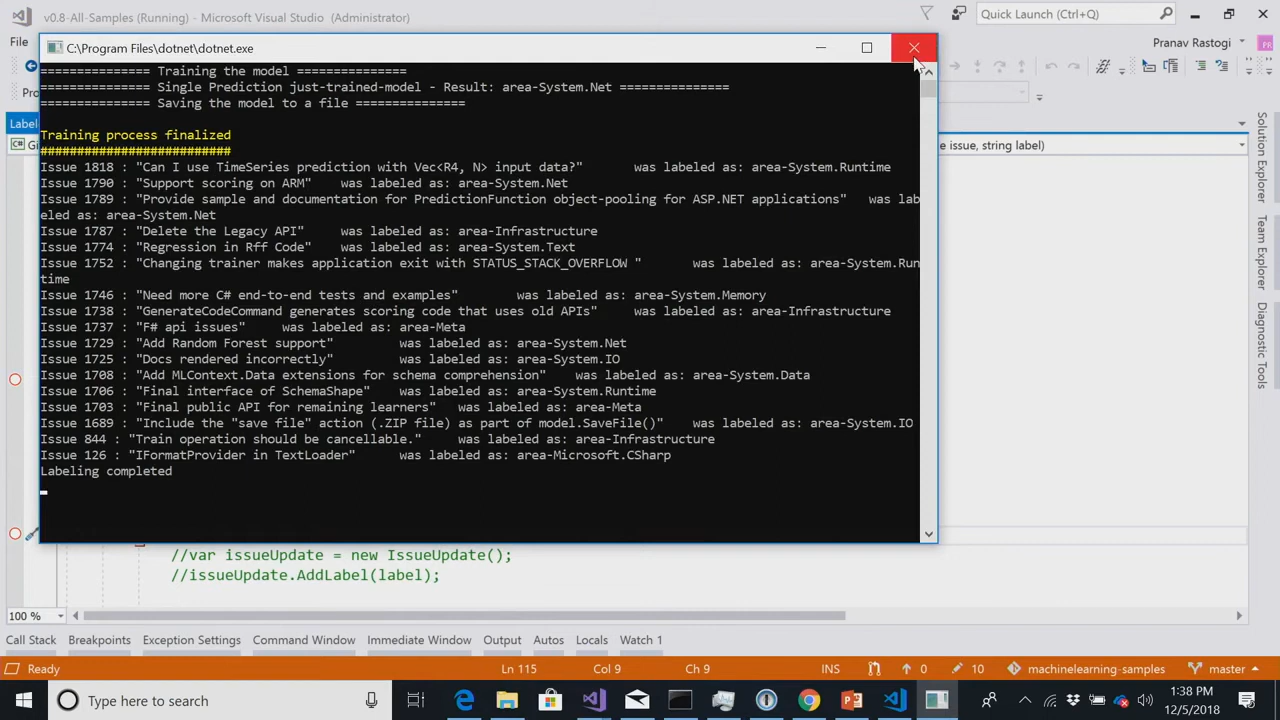 v0.8-All-Samples (Running) - Microsoft Visual Studio (Administrator)
Quick Launch (Ctrl+Q)
File
Pranav Rastogi
PR
C:\Program Files\dotnet\dotnet.exe
=============== Training the model ===============
=============== Single Prediction just-trained-model - Result: area-System.Net ===============
=============== Saving the model to a file ===============
Training process finalized
##########################
Issue 1818 : "Can I use TimeSeries prediction with Vec<R4, N> input data?" was labeled as: area-System.Runtime
Issue 1790 : "Support scoring on ARM" was labeled as: area-System.Net
Issue 1789 : "Provide sample and documentation for PredictionFunction object-pooling for ASP.NET applications" was lab
eled as: area-System.Net
Issue 1787 : "Delete the Legacy API" was labeled as: area-Infrastructure
Issue 1774 : "Regression in Rff Code" was labeled as: area-System.Text
Issue 1752 : "Changing trainer makes application exit with STATUS_STACK_OVERFLOW " was labeled as: area-System.Run
time
Issue 1746 : "Need more C# end-to-end tests and examples" was labeled as: area-System.Memory
Issue 1738 : "GenerateCodeCommand generates scoring code that uses old APIs" was labeled as: area-Infrastructure
Issue 1737 : "F# api issues" was labeled as: area-Meta
Issue 1729 : "Add Random Forest support" was labeled as: area-System.Net
Issue 1725 : "Docs rendered incorrectly" was labeled as: area-System.IO
Issue 1708 : "Add MLContext.Data extensions for schema comprehension" was labeled as: area-System.Data
Issue 1706 : "Final interface of SchemaShape" was labeled as: area-System.Runtime
Issue 1703 : "Final public API for remaining learners" was labeled as: area-Meta
Issue 1689 : "Include the "save file" action (.ZIP file) as part of model.SaveFile()" was labeled as: area-System.IO
Issue 844 : "Train operation should be cancellable." was labeled as: area-Infrastructure
Issue 126 : "IFormatProvider in TextLoader" was labeled as: area-Microsoft.CSharp
Labeling completed
Pro
Label
C# Gi
e issue, string label)
Solution Explorer
Team Explorer
Diagnostic Tools
//var issueUpdate = new IssueUpdate();
//issueUpdate.AddLabel(label);
100 %
Call Stack Breakpoints Exception Settings Command Window Immediate Window Output Autos Locals Watch 1
Ready Ln 115 Col 9 Ch 9 INS 0 10 machinelearning-samples master
Type here to search
1:38 PM
12/5/2018